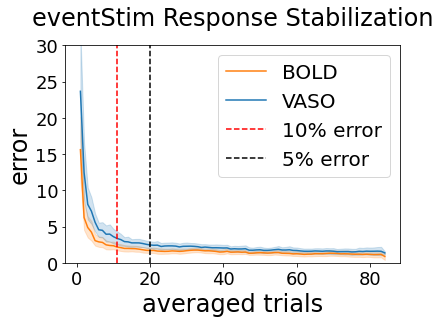 eventStim Response Stabilization
30
25
20
15
10
5
0
error
BOLD
VASO
10% error
5% error
0 20 40 60 80
averaged trials